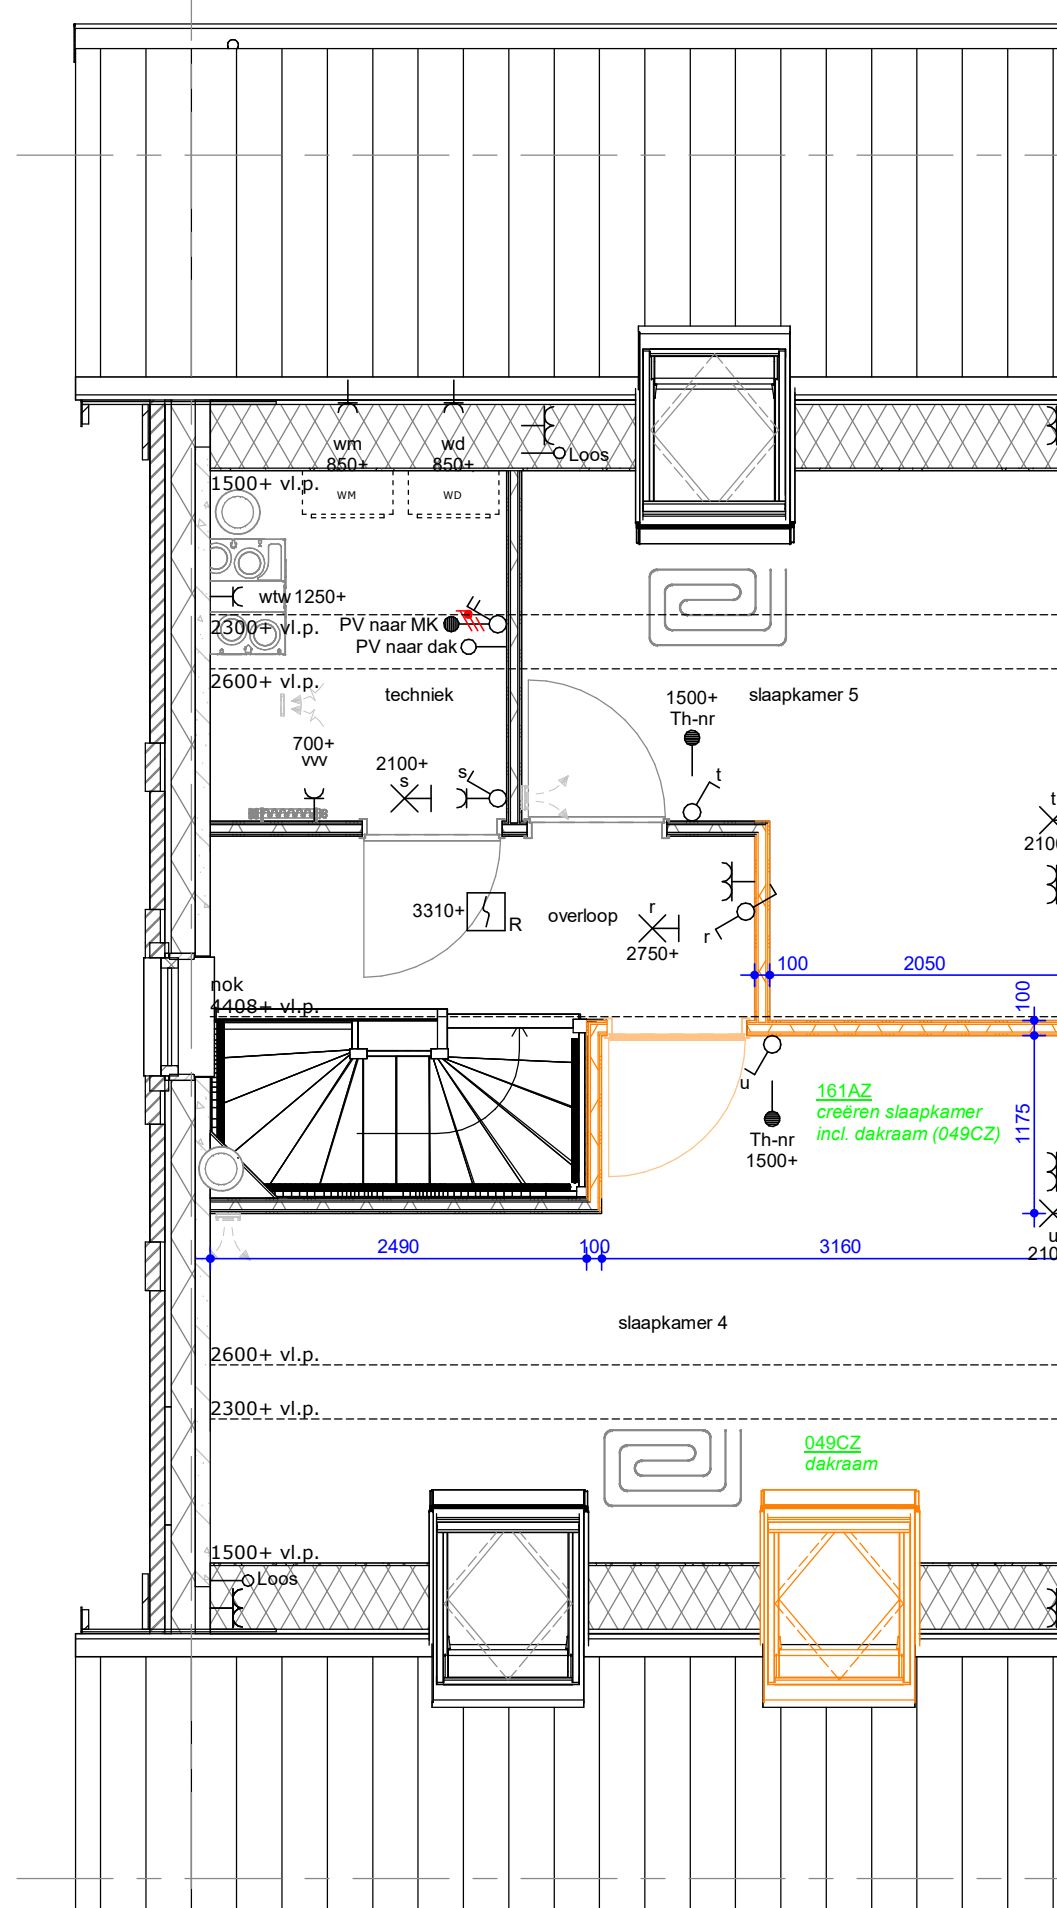 wm
850+
wd
850+
Loos
1500+ vl.p.
WM
WD
wtw 1250+
2300+ vl.p.
PV naar MK
PV naar dak
2600+ vl.p.
techniek
1500+
Th-nr
slaapkamer 5
700+
vvv
2100+
s
s
t
t
2100
3310+
R
overloop
r
2750+
r
100
2050
100
nok
4408+ vl.p.
u
161AZ
creëren slaapkamer
incl. dakraam (049CZ)
1175
Th-nr
1500+
u
210
2490
100
3160
slaapkamer 4
2600+ vl.p.
2300+ vl.p.
049CZ
dakraam
1500+ vl.p.
Loos